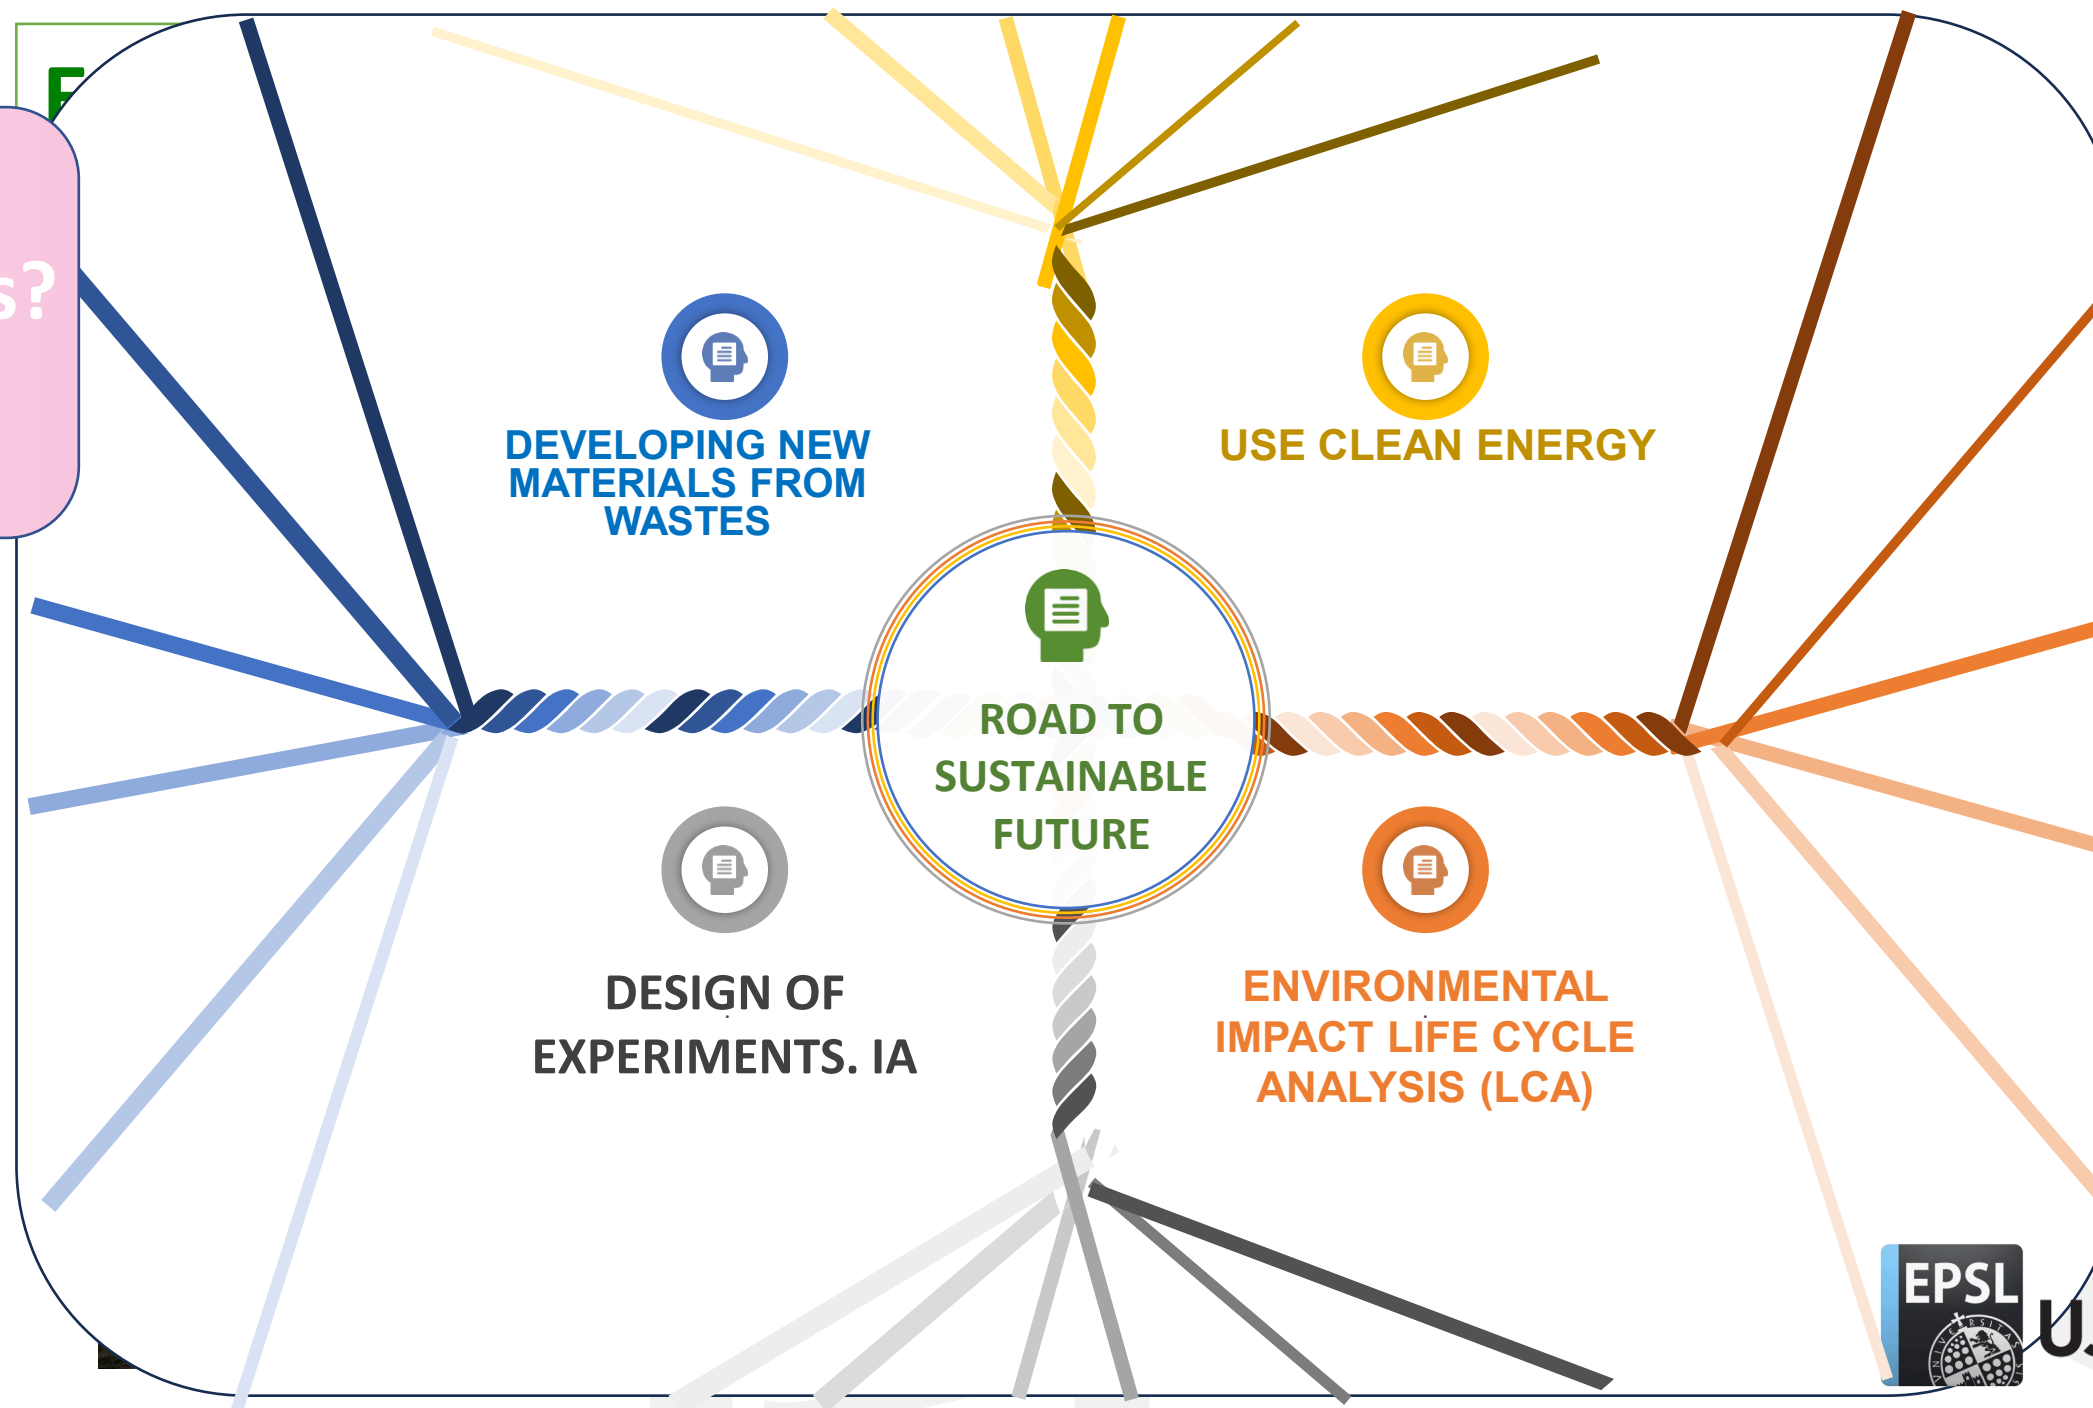 s?
DEVELOPING NEW
MATERIALS FROM
WASTES
USE CLEAN ENERGY
ROAD TO
SUSTAINABLE
FUTURE
DESIGN OF
EXPERIMENTS. IA
ENVIRONMENTAL
IMPACT LIFE CYCLE
ANALYSIS (LCA)
EPSL